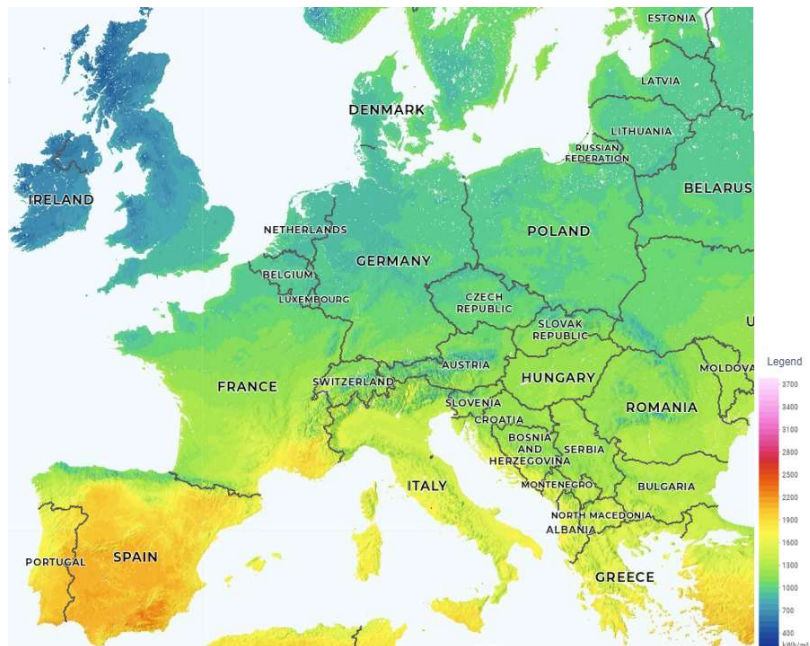 ESTONIA
LATVIA
DENMARK
LITHUANIA
RUSSIAN
FEDERATION
BELARUS
IRELAND
NETHERLANDS
POLAND
GERMANY
BELGIUM
LUXEMBOURG
CZECH
REPUBLIC
SLOVAK
REPUBLIC
U
AUSTRIA
MOLDOVA
SWITZERLAND
HUNGARY
FRANCE
SLOVENIA
ROMANIA
CROATIA
BOSNIA
AND
HERZEGOVINA
SERBIA
ITALY
MONTENEGRO
BULGARIA
NORTH MACEDONIA
ALBANIA
PORTUGAL
SPAIN
GREECE
Legend
3700
3400
3100
2800
2500
2200
1900
1600
1300
1000
700
400